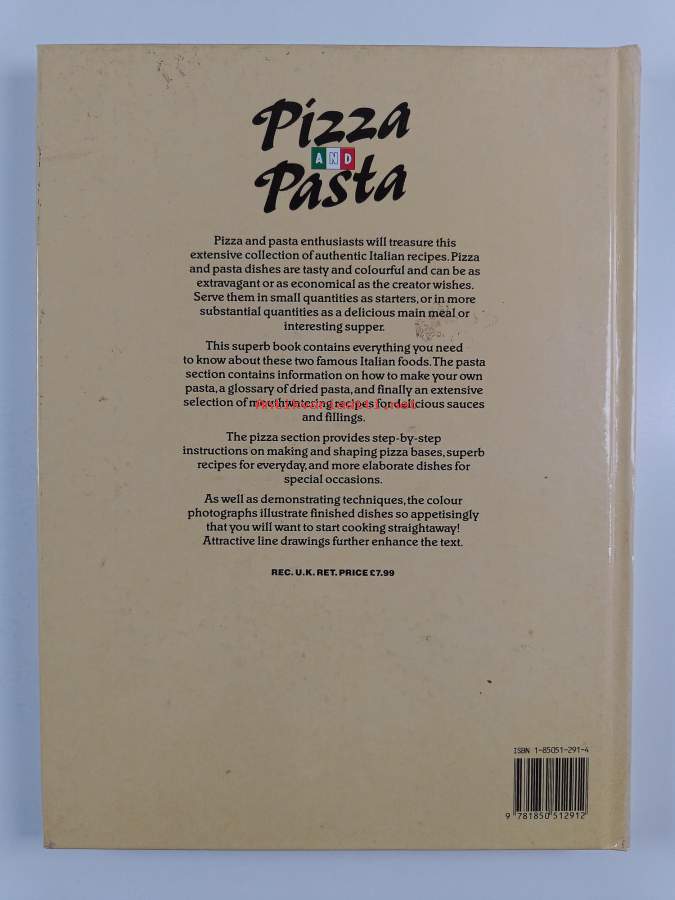 Pizza
AND
Pasta
Pizza and pasta enthusiasts will treasure this
extensive collection of authentic Italian recipes. Pizza
and pasta dishes are tasty and colourful and can be as
extravagant or as economical as the creator wishes.
Serve them in small quantities as starters, or in more
substantial quantities as a delicious main meal or
interesting supper.
This superb book contains everything you need
to know about these two famous Italian foods. The pasta
section contains information on how to make your own
pasta, a glossary of dried pasta, and finally an extensive
selection of mouthwatering recipes for delicious sauces
Antikvariaatti.net
and fillings.
The pizza section provides step-by-step
instructions on making and shaping pizza bases, superb
recipes for everyday, and more elaborate dishes for
special occasions.
As well as demonstrating techniques, the colour
photographs illustrate finished dishes so appetisingly
that you will want to start cooking straightaway!
Attractive line drawings further enhance the text.
REC. U.K. RET. PRICE £7.99
ISBN 1-85051-291-4
9 781850 512912